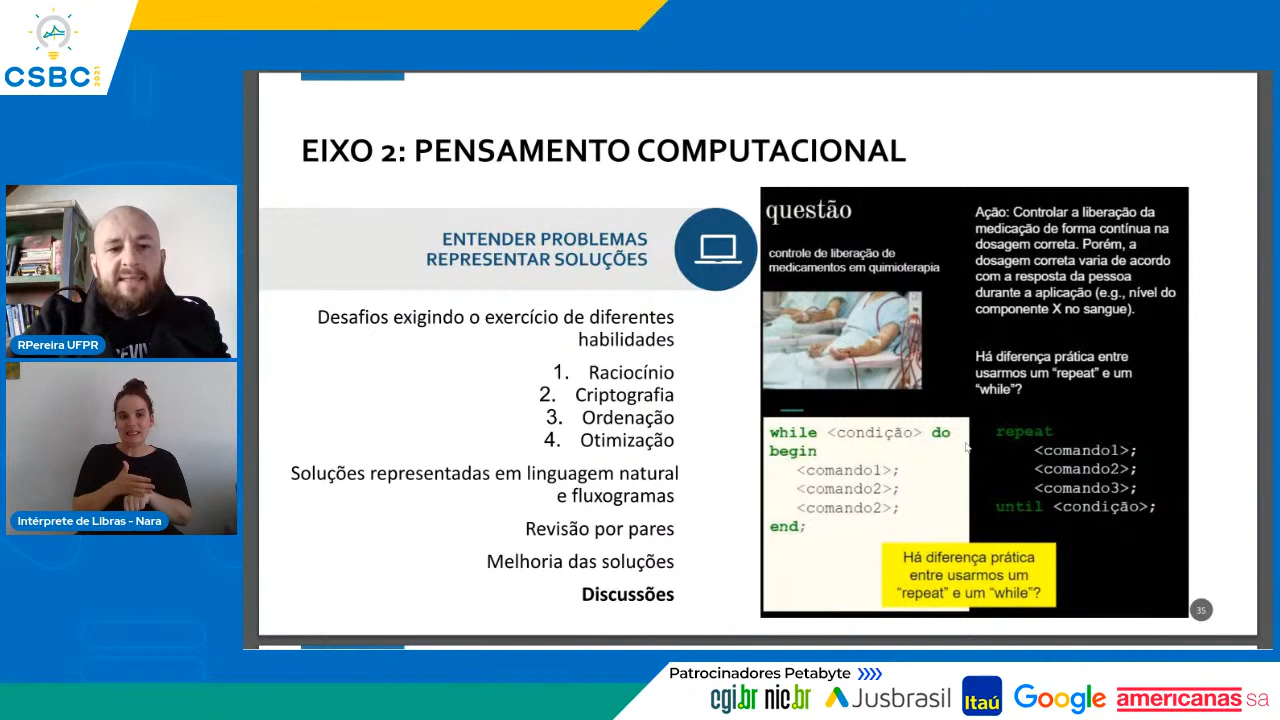 CSBC 2021
EIXO 2: PENSAMENTO COMPUTACIONAL
ENTENDER PROBLEMAS
REPRESENTAR SOLUÇÕES
Desafios exigindo o exercício de diferentes
habilidades
1. Raciocínio
2. Criptografia
3. Ordenação
4. Otimização
Soluções representadas em linguagem natural
e fluxogramas
Revisão por pares
Melhoria das soluções
Discussões
questão
controle de liberação de
medicamentos em quimioterapia
Ação: Controlar a liberação da
medicação de forma contínua na
dosagem correta. Porém, a
dosagem correta varia de acordo
com a resposta da pessoa
durante a aplicação (e.g., nível do
componente X no sangue).
Há diferença prática entre
usarmos um “repeat” e um
“while”?
while <condição> do
begin
<comando1>;
<comando2>;
<comando2>;
end;
repeat
<comando1>;
<comando2>;
<comando3>;
until <condição>;
Há diferença prática
entre usarmos um
“repeat” e um “while”?
35
RPereira UFPR
Intérprete de Libras - Nara
Patrocinadores Petabyte
cgi.br nic.br Jusbrasil Itaú Google americanas sa